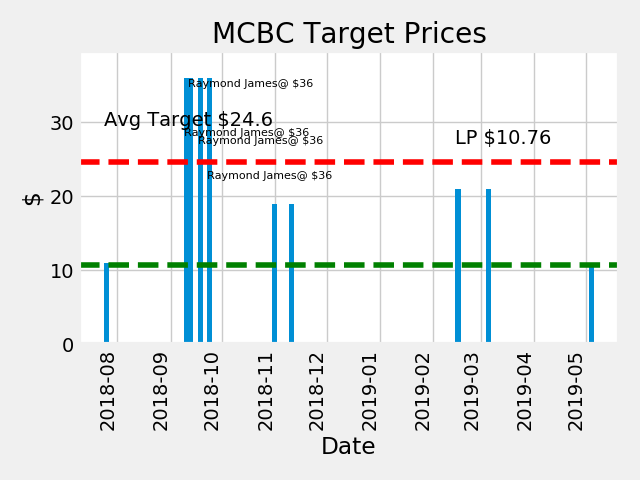 MCBC Target Prices
Raymond James@ $36
Avg Target $24.6
Raymond James@ $36
LP $10.76
Raymond James@ $36
Raymond James@ $36
$
30
20
10
0
2018-08
2018-09
2018-10
2018-11
2018-12
2019-01
2019-02
2019-03
2019-04
2019-05
Date